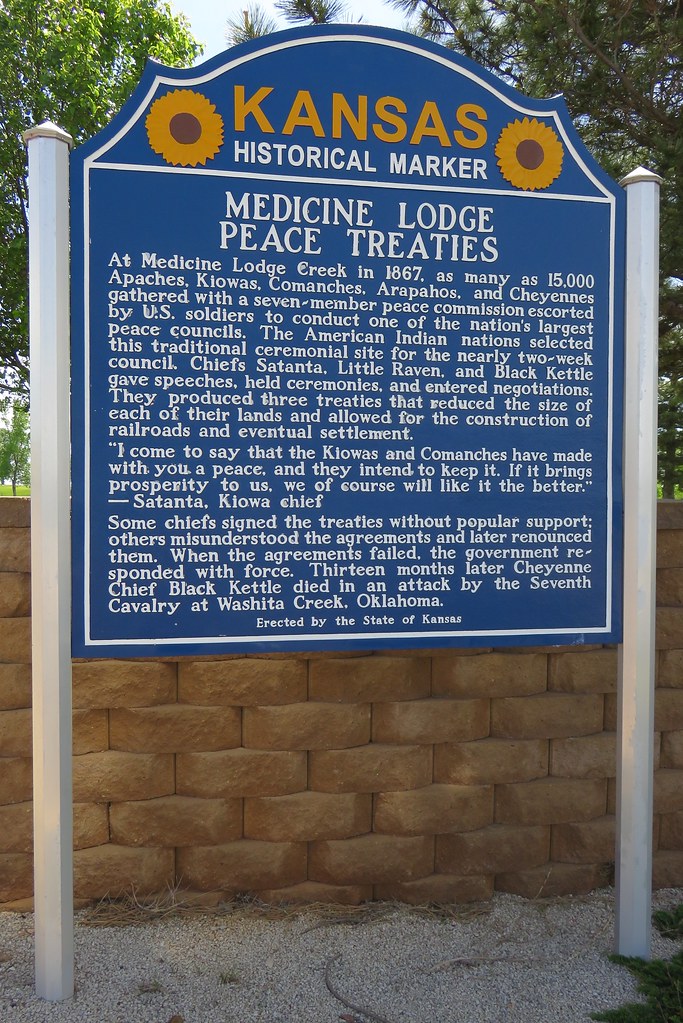 KANSAS
HISTORICAL MARKER
MEDICINE LODGE
PEACE TREATIES
At Medicine Lodge Creek in 1867, as many as 15,000
Apaches, Kiowas, Comanches, Arapahos, and Cheyennes
gathered with a seven-member peace commission escorted
by U.S. soldiers to conduct one of the nation's largest
peace councils. The American Indian nations selected
this traditional ceremonial site for the nearly two-week
council. Chiefs Satanta, Little Raven, and Black Kettle
gave speeches, held ceremonies, and entered negotiations.
They produced three treaties that reduced the size of
each of their lands and allowed for the construction of
railroads and eventual settlement.
"I come to say that the Kiowas and Comanches have made
with you a peace, and they intend to keep it. If it brings
prosperity to us, we of course will like it the better."
— Satanta, Kiowa chief
Some chiefs signed the treaties without popular support;
others misunderstood the agreements and later renounced
them. When the agreements failed, the government re-
sponded with force. Thirteen months later Cheyenne
Chief Black Kettle died in an attack by the Seventh
Cavalry at Washita Creek, Oklahoma.
Erected by the State of Kansas